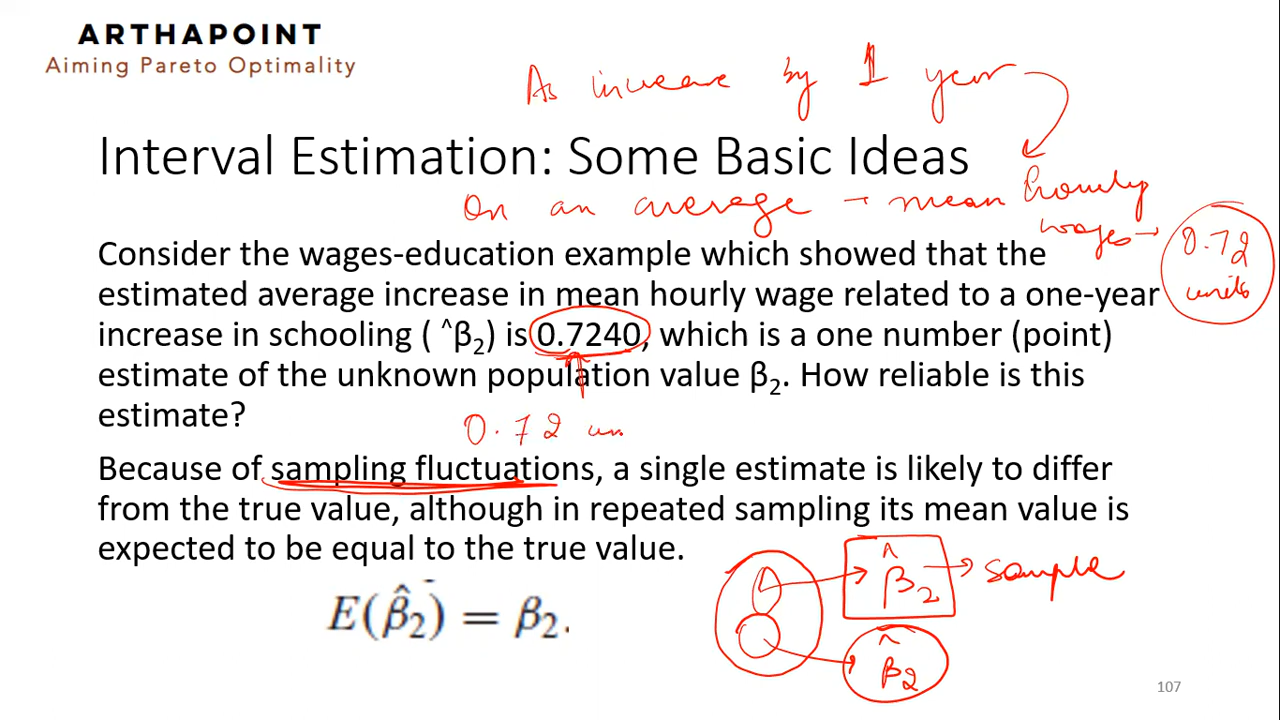 ARTHAPOINT
Aiming Pareto Optimality
As increase by 1 year
Interval Estimation: Some Basic Ideas
On an average → mean hourly
wages →
0.72
units
Consider the wages-education example which showed that the
estimated average increase in mean hourly wage related to a one-year
increase in schooling ( ^β₂) is 0.7240, which is a one number (point)
estimate of the unknown population value β₂. How reliable is this
estimate?
0.72 un
Because of sampling fluctuations, a single estimate is likely to differ
from the true value, although in repeated sampling its mean value is
expected to be equal to the true value.
β̂₂ → sample
E(β̂₂) = β₂.
β̂₂
107